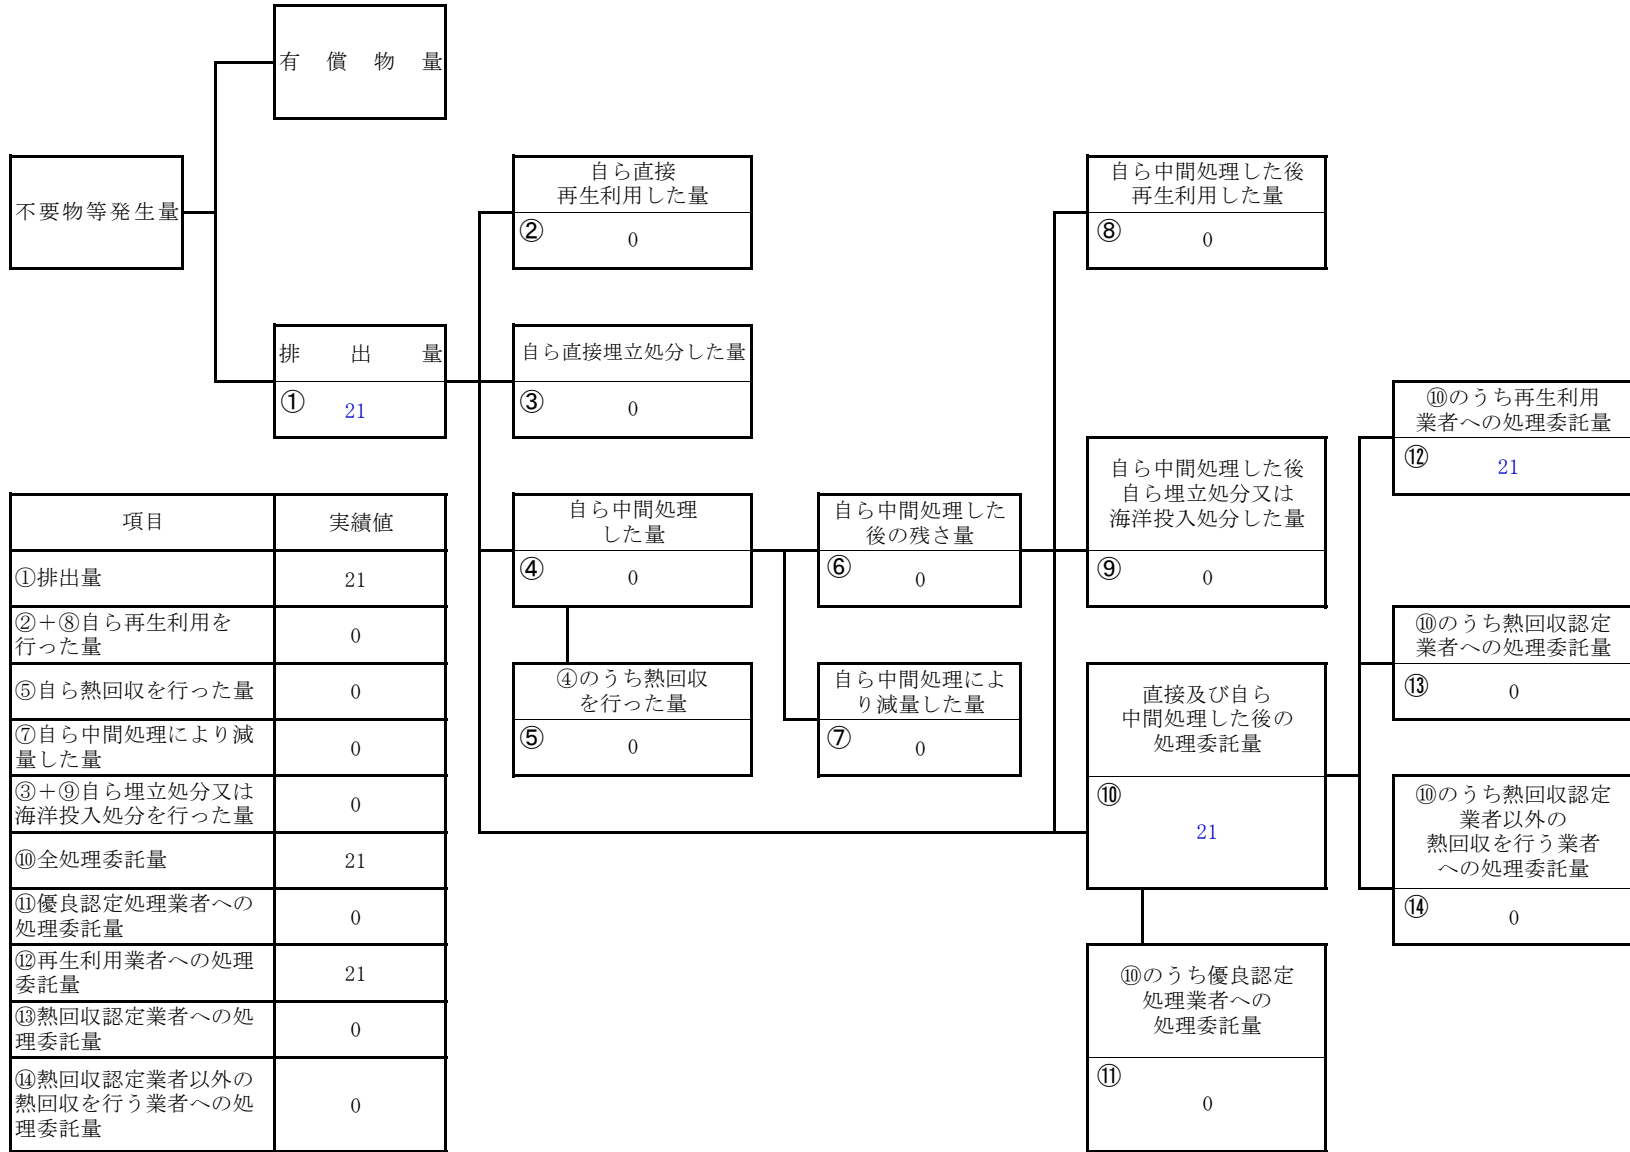 有償物量
不要物等発生量
自ら直接
再生利用した量
② 0
自ら中間処理した後
再生利用した量
⑧ 0
排出量
① 21
自ら直接埋立処分した量
③ 0
⑩のうち再生利用
業者への処理委託量
⑫ 21
自ら中間処理した後
自ら埋立処分又は
海洋投入処分した量
⑨ 0
自ら中間処理
した量
④ 0
自ら中間処理した
後の残さ量
⑥ 0
⑩のうち熱回収認定
業者への処理委託量
⑬ 0
④のうち熱回収
を行った量
⑤ 0
自ら中間処理によ
り減量した量
⑦ 0
直接及び自ら
中間処理した後の
処理委託量
⑩
21
⑩のうち熱回収認定
業者以外の
熱回収を行う業者
への処理委託量
⑭ 0
⑩のうち優良認定
処理業者への
処理委託量
⑪
0
項目 実績値
①排出量 21
②＋⑧自ら再生利用を
行った量 0
⑤自ら熱回収を行った量 0
⑦自ら中間処理により減
量した量 0
③＋⑨自ら埋立処分又は
海洋投入処分を行った量 0
⑩全処理委託量 21
⑪優良認定処理業者への
処理委託量 0
⑫再生利用業者への処理
委託量 21
⑬熱回収認定業者への処
理委託量 0
⑭熱回収認定業者以外の
熱回収を行う業者への処
理委託量 0